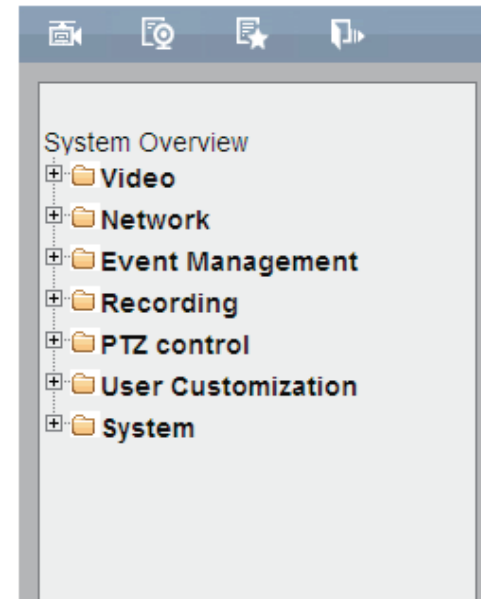 System Overview
Video
Network
Event Management
Recording
PTZ control
User Customization
System